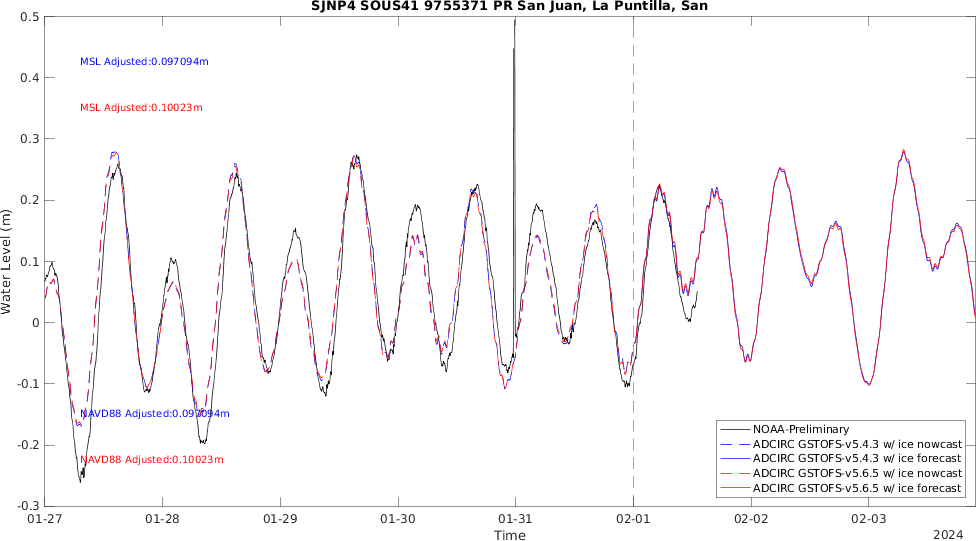 SJNP4 SOUS41 9755371 PR San Juan, La Puntilla, San
0.5
0.4
0.3
0.2
0.1
0
-0.1
-0.2
-0.3
Water Level (m)
MSL Adjusted:0.097094m
MSL Adjusted:0.10023m
NAVD88 Adjusted:0.097094m
NAVD88 Adjusted:0.10023m
NOAA-Preliminary
ADCIRC GSTOFS-v5.4.3 w/ ice nowcast
ADCIRC GSTOFS-v5.4.3 w/ ice forecast
ADCIRC GSTOFS-v5.6.5 w/ ice nowcast
ADCIRC GSTOFS-v5.6.5 w/ ice forecast
01-27 01-28 01-29 01-30 01-31 02-01 02-02 02-03
Time
2024